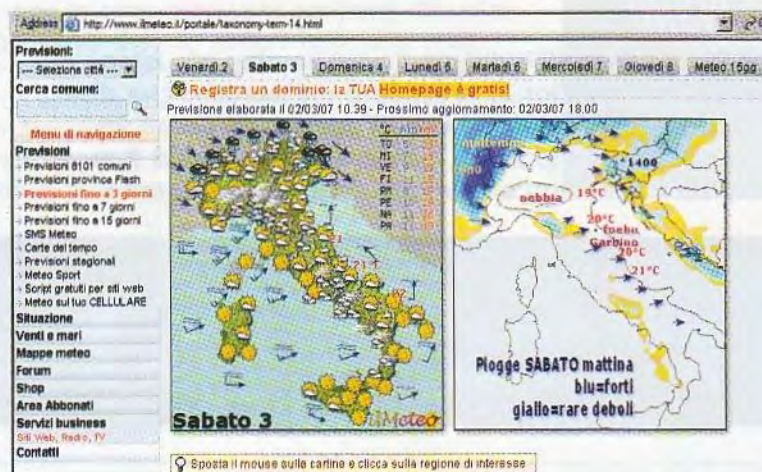 Address http://www.ilmeteo.it/portale/taxonomy-term-14.html
Previsioni:
--- Seleziona città ---
Cerca comune:
Menu di navigazione
Previsioni
Previsioni 8101 comuni
Previsioni province Flash
Previsioni fino a 3 giorni
Previsioni fino a 7 giorni
Previsioni fino a 15 giorni
SMS Meteo
Carte del tempo
Previsioni stagionali
Meteo Sport
Script gratuiti per siti web
Meteo sul tuo CELLULARE
Situazione
Venti e mari
Mappe meteo
Forum
Shop
Area Abbonati
Servizi business
Siti Web, Radio, TV
Contatti
Venerdì 2 Sabato 3 Domenica 4 Lunedì 5 Martedì 6 Mercoledì 7 Giovedì 8 Meteo 15gg
Registra un dominio: la TUA Homepage è gratis!
Previsione elaborata il 02/03/07 10.39 - Prossimo aggiornamento: 02/03/07 18.00
°C min max
TO
MI
VE
FI
RM
PE
NA
PA
Sabato 3
ilMeteo
maltempo
*1400
nebbia
19°C
20°C
foehn
Garbino
20°C
21°C
Piogge SABATO mattina
blu=forti
giallo=rare deboli
Sposta il mouse sulle cartine e clicca sulla regione di interesse